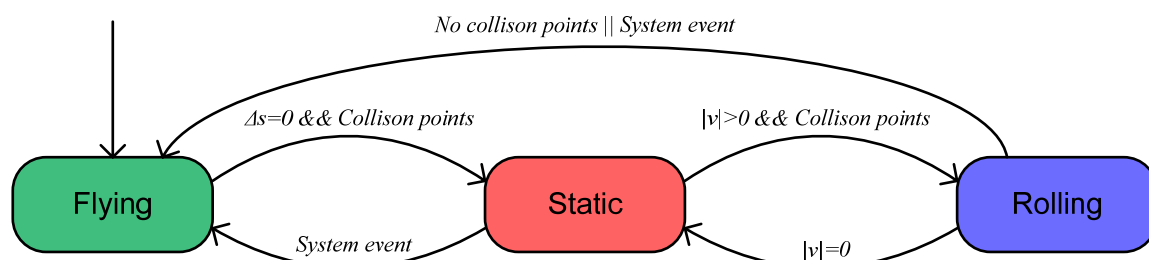 No collison points || System event
Δs=0 && Collison points
|v|>0 && Collison points
Flying
Static
Rolling
System event
|v|=0